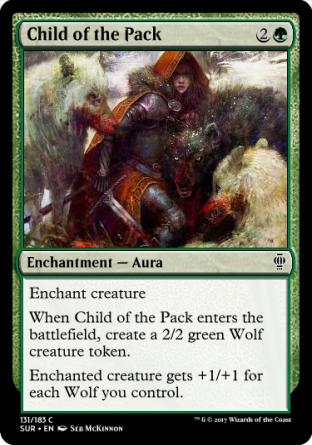 Child of the Pack 2
Enchantment — Aura
Enchant creature
When Child of the Pack enters the
battlefield, create a 2/2 green Wolf
creature token.
Enchanted creature gets +1/+1 for
each Wolf you control.
131/183 C
SUR • EN Seb McKinnon
™ & © 2017 Wizards of the Coast